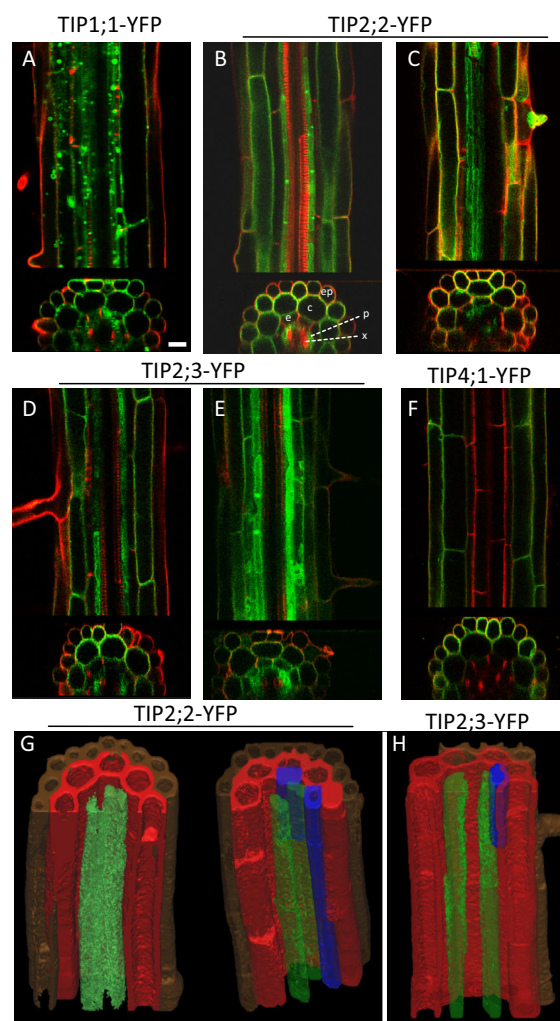 TIP1;1-YFP TIP2;2-YFP
A B C
ep
c
p
e
x
TIP2;3-YFP TIP4;1-YFP
D E F
TIP2;2-YFP TIP2;3-YFP
G H